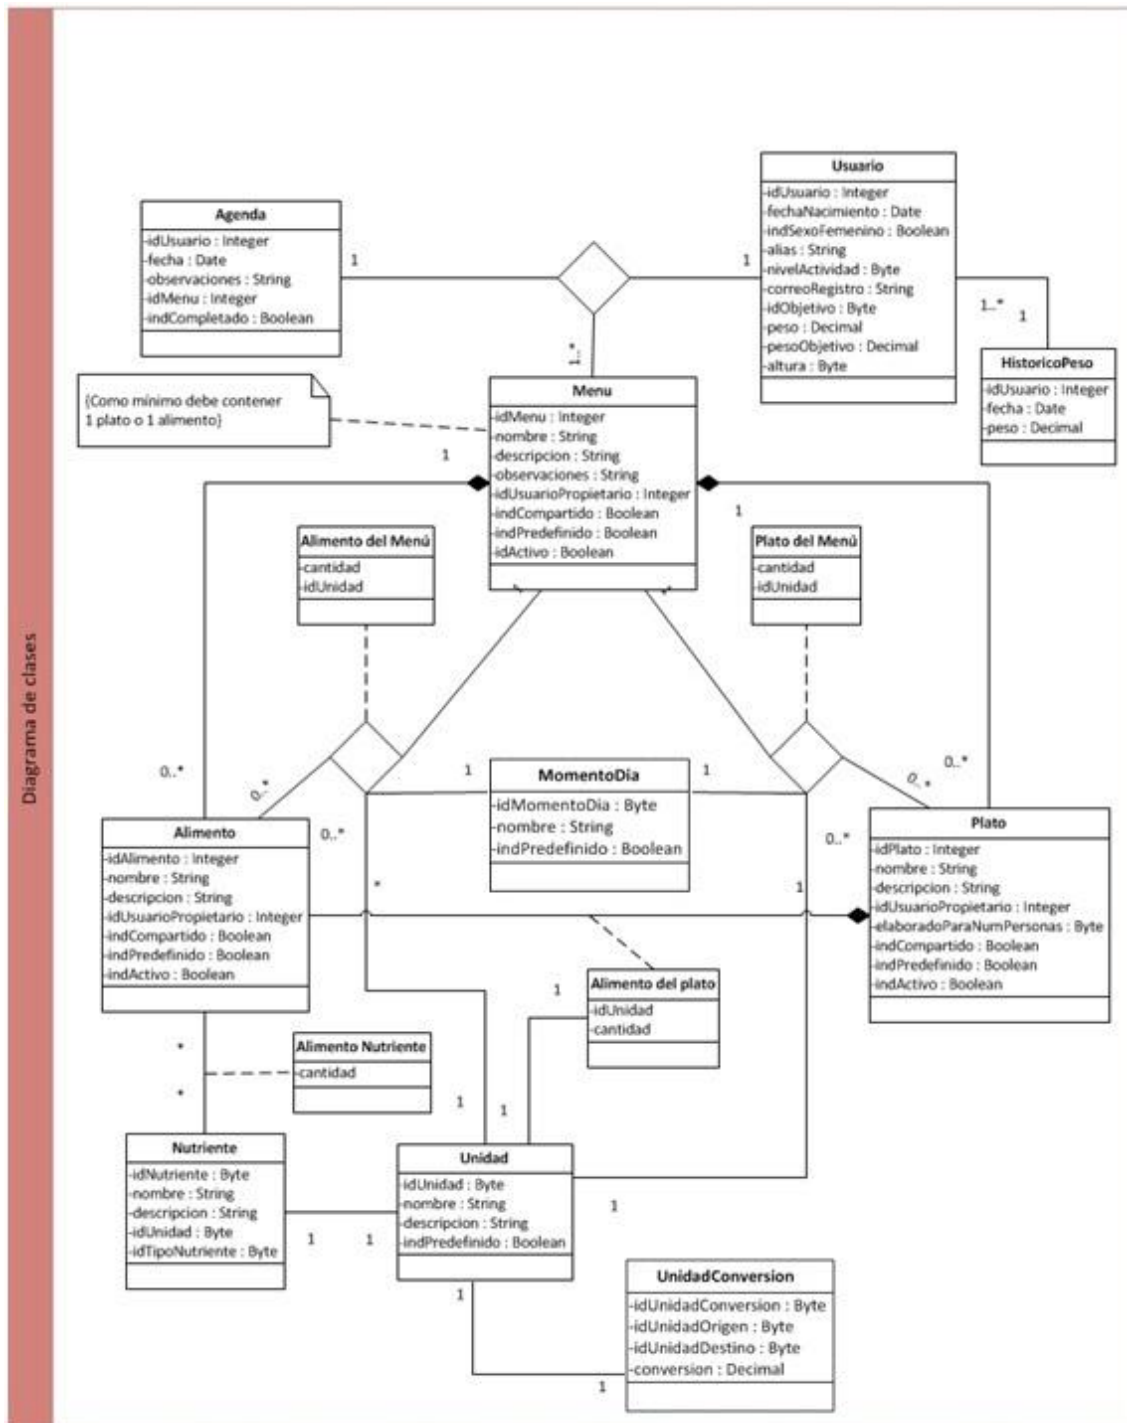 Diagrama de clases
Agenda
-idUsuario : Integer
-fecha : Date
-observaciones : String
-idMenu : Integer
-indCompletado : Boolean
1
1
1..*
Usuario
-idUsuario : Integer
-fechaNacimiento : Date
-indSexoFemenino : Boolean
-alias : String
-nivelActividad : Byte
-correoRegistro : String
-idObjetivo : Byte
-peso : Decimal
-pesoObjetivo : Decimal
-altura : Byte
1..*
1
HistoricoPeso
-idUsuario : Integer
-fecha : Date
-peso : Decimal
{Como mínimo debe contener
1 plato o 1 alimento}
Menu
-idMenu : Integer
-nombre : String
-descripcion : String
-observaciones : String
-idUsuarioPropietario : Integer
-indCompartido : Boolean
-indPredefinido : Boolean
-idActivo : Boolean
1
1
Alimento del Menú
-cantidad
-idUnidad
Plato del Menú
-cantidad
-idUnidad
0..*
0..*
0..*
1
MomentoDia
-idMomentoDia : Byte
-nombre : String
-indPredefinido : Boolean
1
0..*
0..*
0..*
*
1
Alimento
-idAlimento : Integer
-nombre : String
-descripcion : String
-idUsuarioPropietario : Integer
-indCompartido : Boolean
-indPredefinido : Boolean
-indActivo : Boolean
Plato
-idPlato : Integer
-nombre : String
-descripcion : String
-idUsuarioPropietario : Integer
-elaboradoParaNumPersonas : Byte
-indCompartido : Boolean
-indPredefinido : Boolean
-indActivo : Boolean
Alimento del plato
-idUnidad
-cantidad
1
*
*
Alimento Nutriente
-cantidad
1
1
Nutriente
-idNutriente : Byte
-nombre : String
-descripcion : String
-idUnidad : Byte
-idTipoNutriente : Byte
1
1
Unidad
-idUnidad : Byte
-nombre : String
-descripcion : String
-indPredefinido : Boolean
1
1
1
UnidadConversion
-idUnidadConversion : Byte
-idUnidadOrigen : Byte
-idUnidadDestino : Byte
-conversion : Decimal